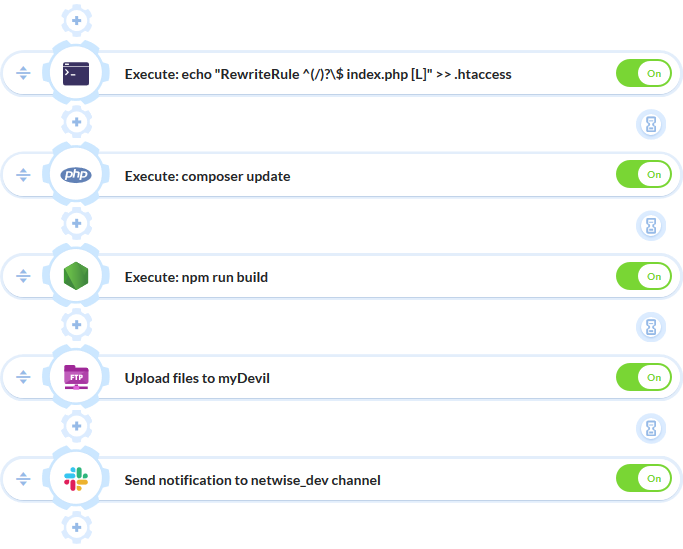 Execute: echo "RewriteRule ^(/)?\$ index.php [L]" >> .htaccess
On
php
Execute: composer update
On
Execute: npm run build
On
FTP
Upload files to myDevil
On
Send notification to netwise_dev channel
On